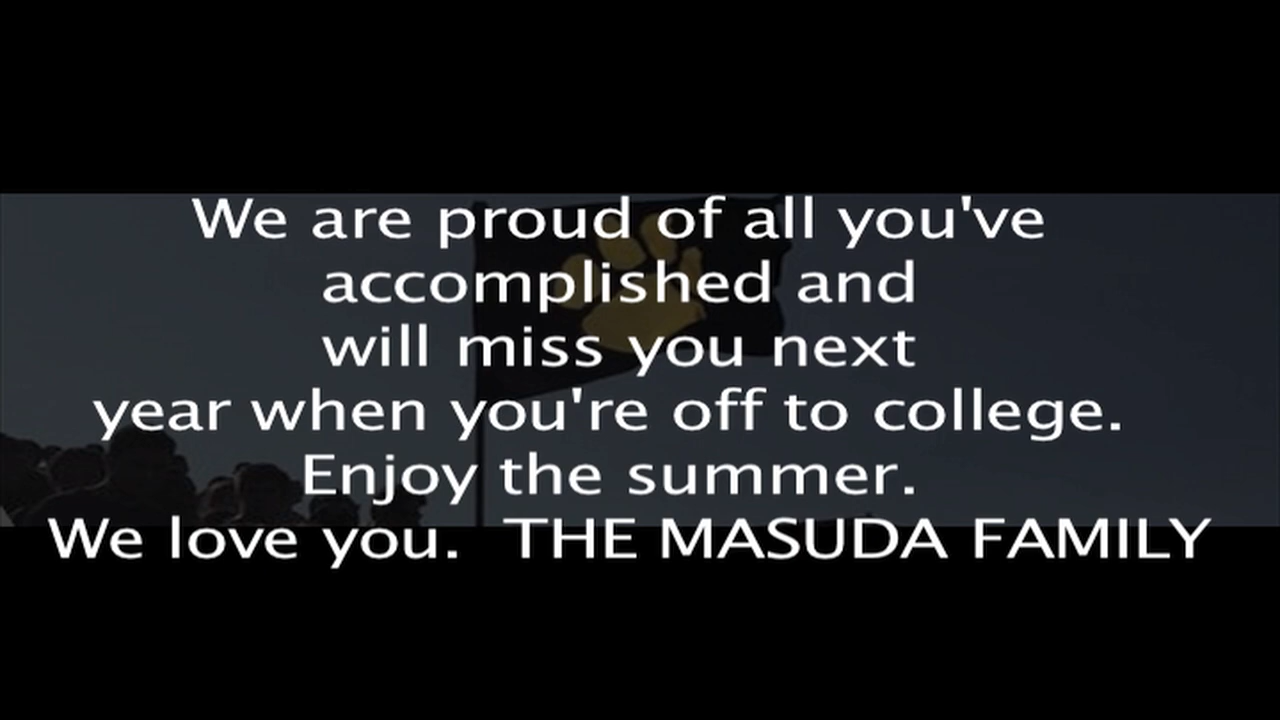 We are proud of all you've
accomplished and
will miss you next
year when you're off to college.
Enjoy the summer.
We love you. THE MASUDA FAMILY